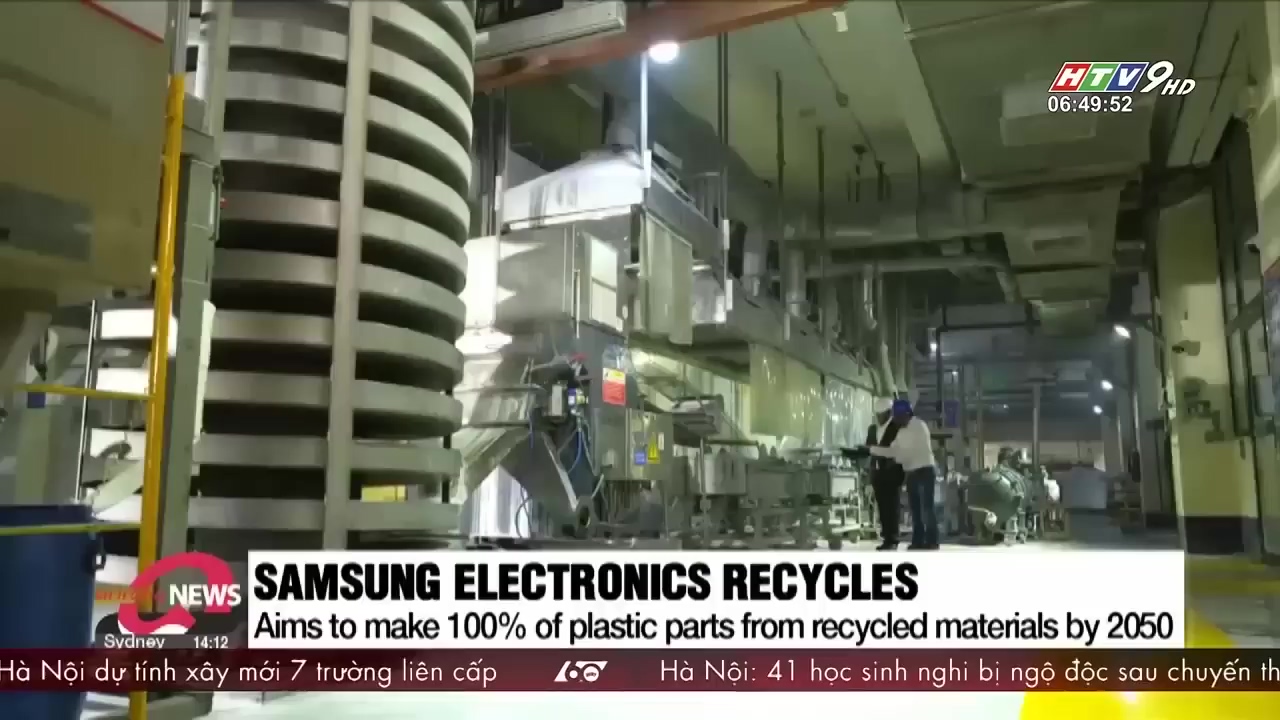 HTV9 HD
06:49:52
SAMSUNG ELECTRONICS RECYCLES
NEWS
Aims to make 100% of plastic parts from recycled materials by 2050
Sydney 14:12
Hà Nội dự tính xây mới 7 trường liên cấp
Hà Nội: 41 học sinh nghi bị ngộ độc sau chuyến th